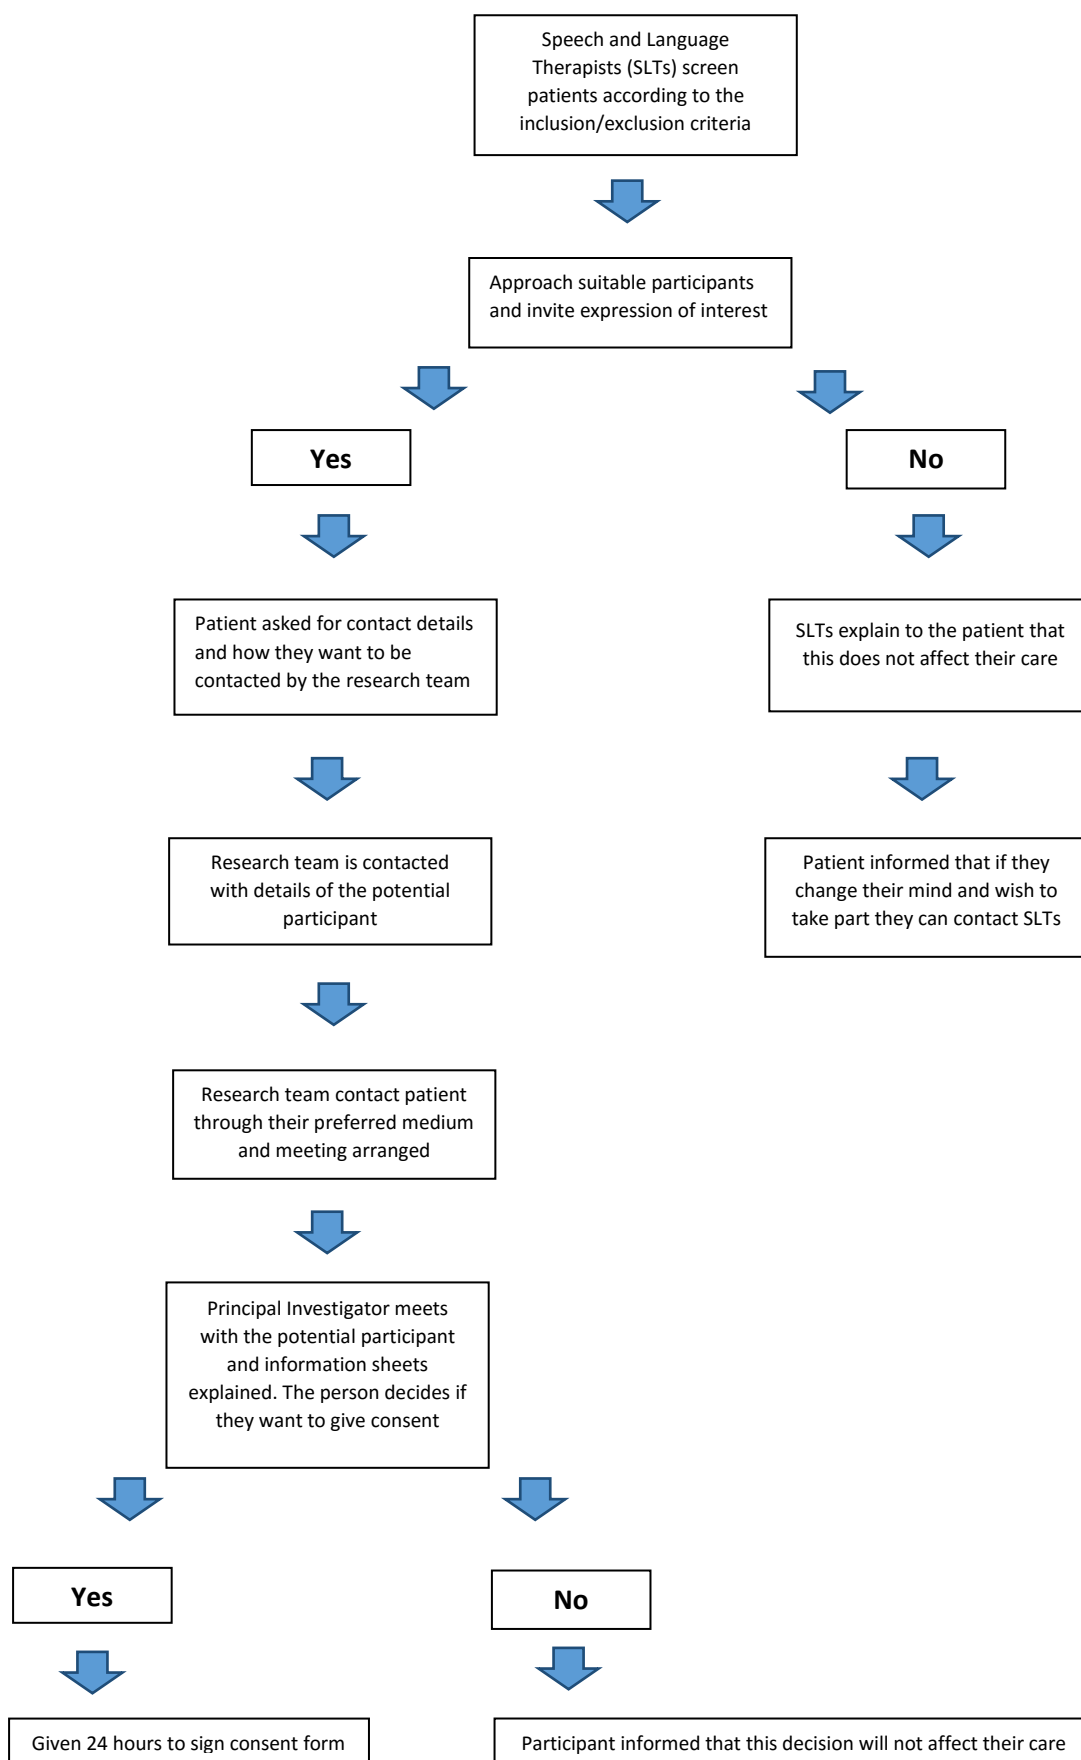 Speech and Language
Therapists (SLTs) screen
patients according to the
inclusion/exclusion criteria
Approach suitable participants
and invite expression of interest
Yes
No
Patient asked for contact details
and how they want to be
contacted by the research team
SLTs explain to the patient that
this does not affect their care
Research team is contacted
with details of the potential
participant
Patient informed that if they
change their mind and wish to
take part they can contact SLTs
Research team contact patient
through their preferred medium
and meeting arranged
Principal Investigator meets
with the potential participant
and information sheets
explained. The person decides if
they want to give consent
Yes
No
Given 24 hours to sign consent form
Participant informed that this decision will not affect their care